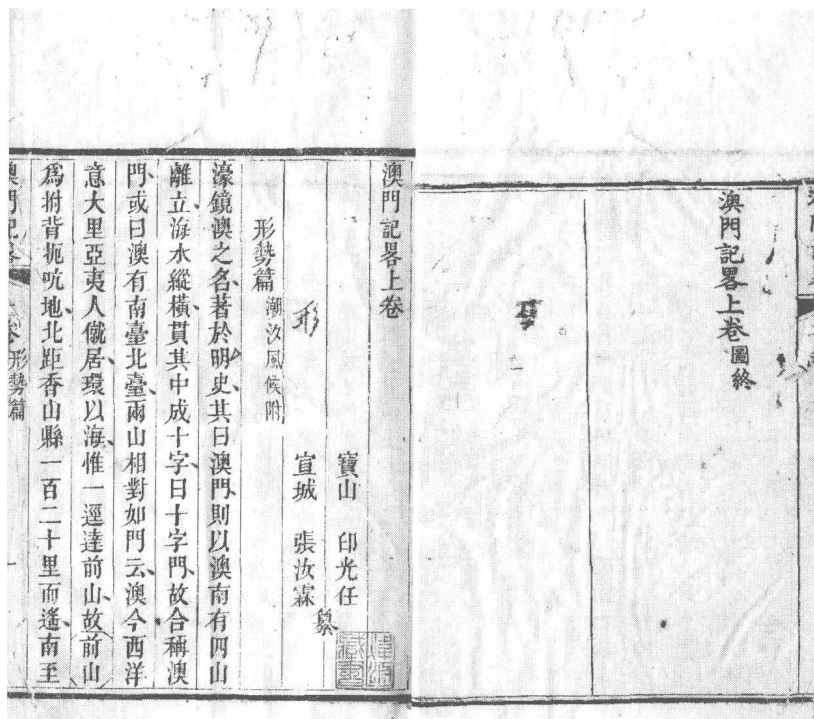 澳門記畧上卷 圖終
澳門記畧上卷
寶山 印光任
宣城 張汝霖 纂
形
形勢篇 潮汐風候附
濠鏡澳之名著於明史其曰澳門則以澳南有四山
離立海水縱橫貫其中成十字曰十字門故合稱澳
門或曰澳有南臺北臺兩山相對如門云澳今西洋
意大里亞夷人僦居環以海惟一逕達前山故前山
爲拊背扼吭地北距香山縣一百二十里而遙南至
澳門記畧 卷 形勢篇